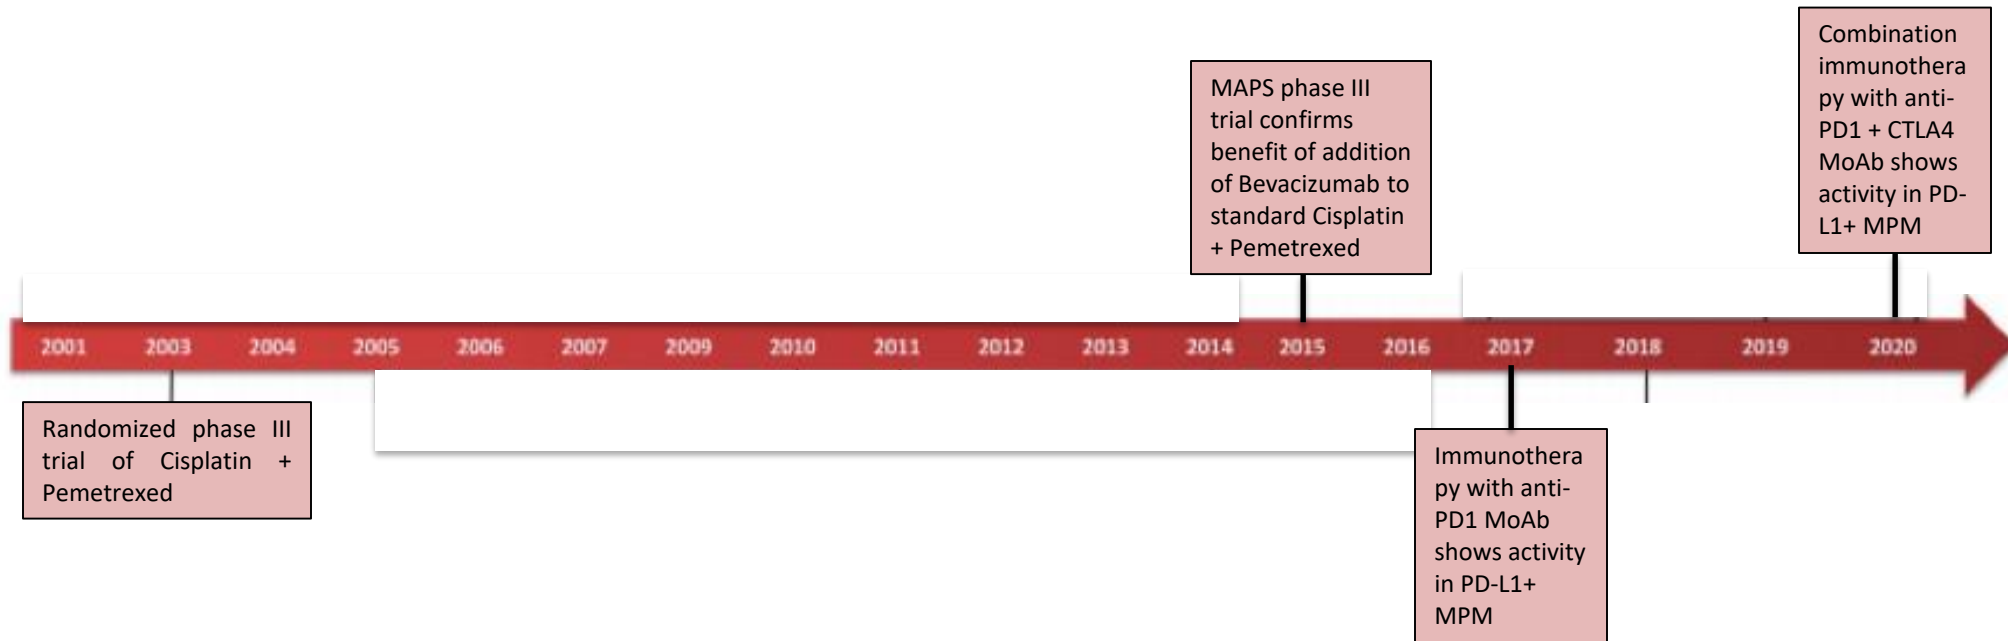 Combination
immunothera
py with anti-
PD1 + CTLA4
MoAb shows
activity in PD-
L1+ MPM
MAPS phase III
trial confirms
benefit of addition
of Bevacizumab to
standard Cisplatin
+ Pemetrexed
2001 2003 2004 2005 2006 2007 2009 2010 2011 2012 2013 2014 2015 2016 2017 2018 2019 2020
Randomized phase III
trial of Cisplatin +
Pemetrexed
Immunothera
py with anti-
PD1 MoAb
shows activity
in PD-L1+
MPM